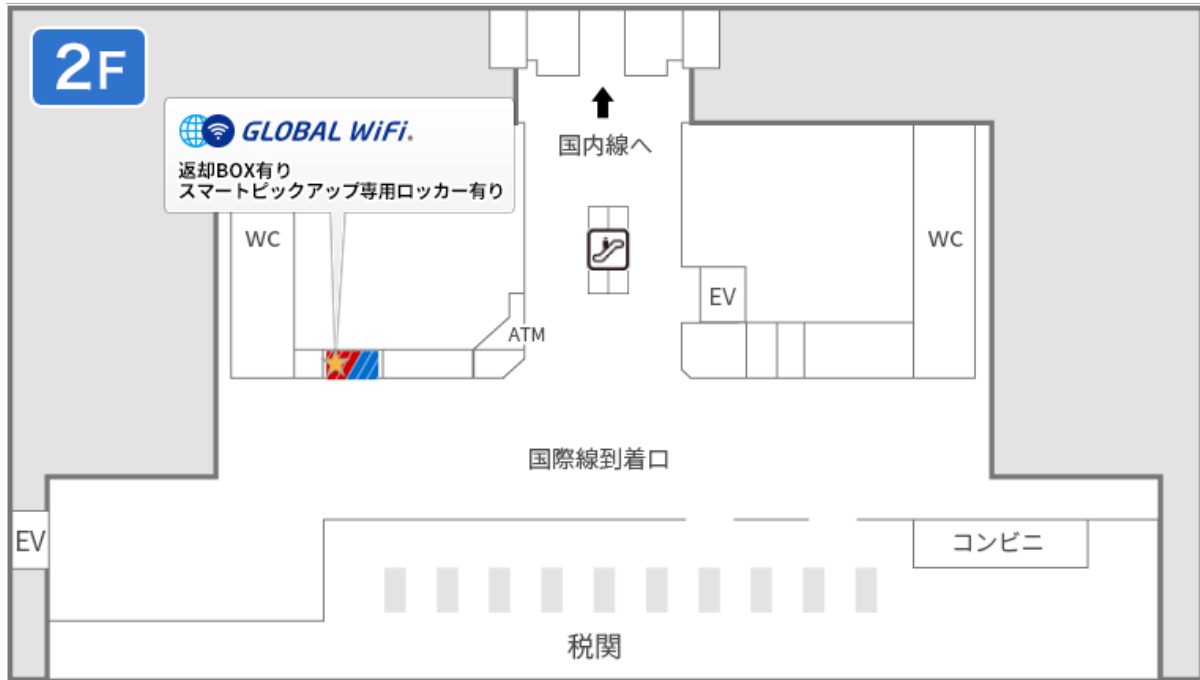 2F
GLOBAL WiFi.
返却BOX有り
スマートピックアップ専用ロッカー有り
国内線へ
WC
WC
EV
ATM
国際線到着口
EV
コンビニ
税関